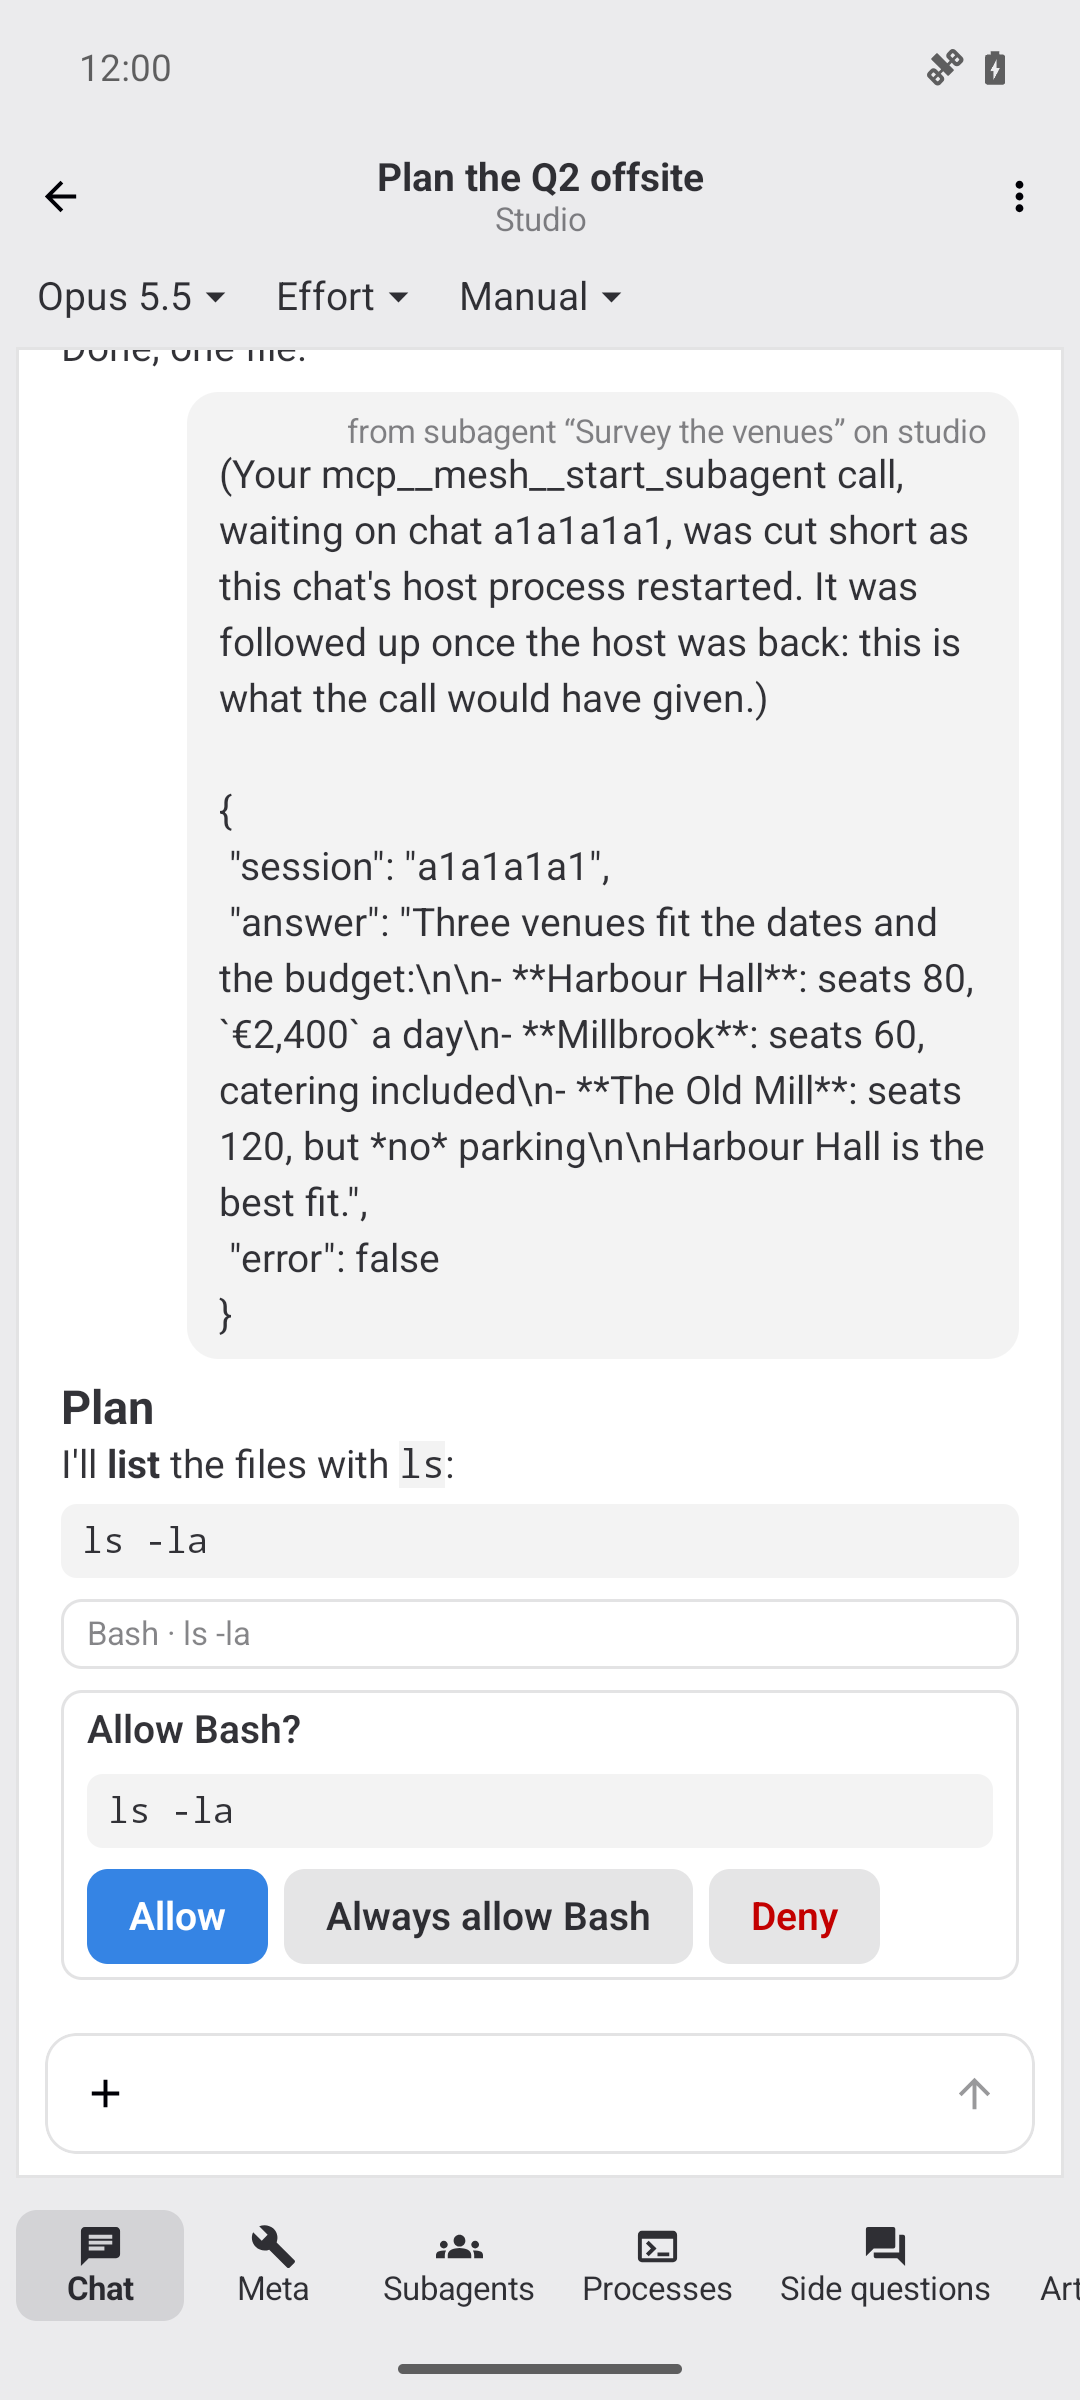 12:00
Plan the Q2 offsite
Studio
Opus 5.5
Effort
Manual
Done, one file.
from subagent “Survey the venues” on studio
(Your mcp__mesh__start_subagent call,
waiting on chat a1a1a1a1, was cut short as
this chat's host process restarted. It was
followed up once the host was back: this is
what the call would have given.)
{
"session": "a1a1a1a1",
"answer": "Three venues fit the dates and
the budget:\n\n- **Harbour Hall**: seats 80,
`€2,400` a day\n- **Millbrook**: seats 60,
catering included\n- **The Old Mill**: seats
120, but *no* parking\n\nHarbour Hall is the
best fit.",
"error": false
}
Plan
I'll list the files with ls:
ls -la
Bash · ls -la
Allow Bash?
ls -la
Allow
Always allow Bash
Deny
Chat
Meta
Subagents
Processes
Side questions
Art